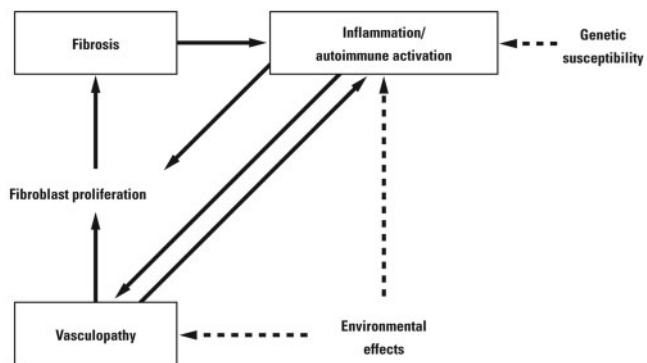 Fibrosis
Inflammation/
autoimmune activation
Genetic
susceptibility
Fibroblast proliferation
Vasculopathy
Environmental
effects